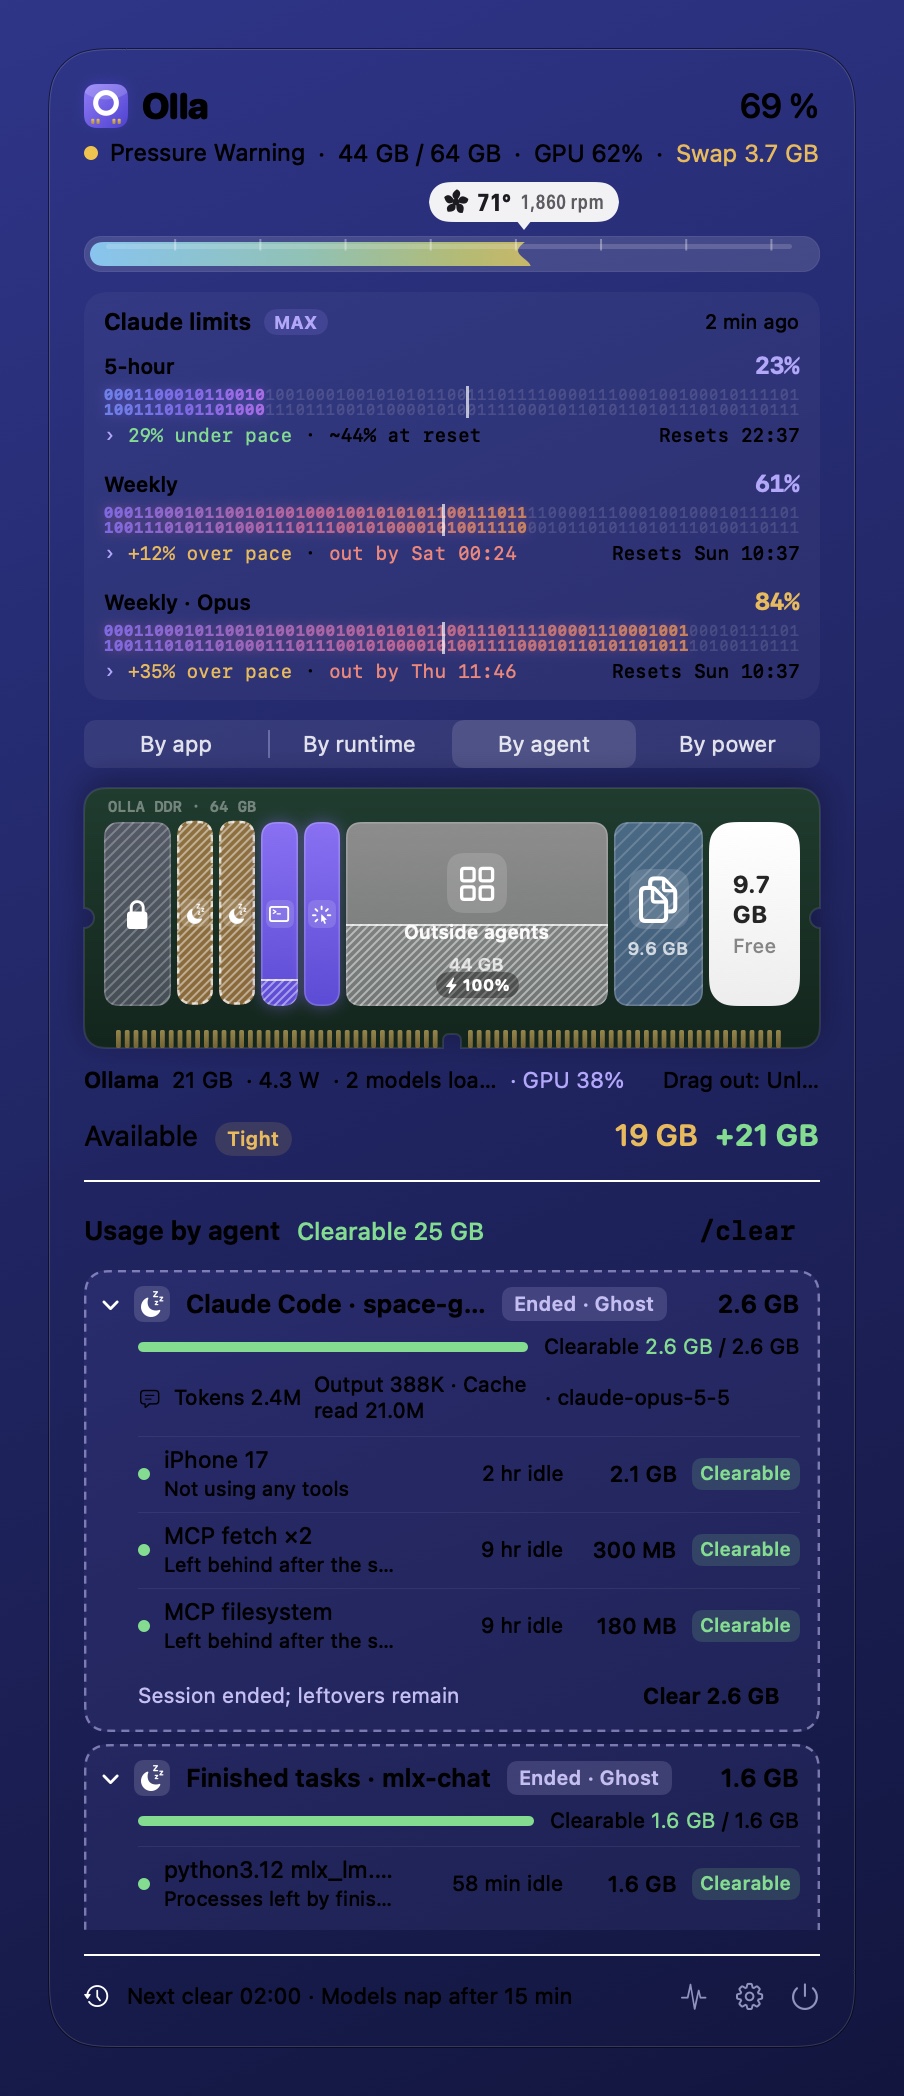 Olla
69 %
Pressure Warning · 44 GB / 64 GB · GPU 62% · Swap 3.7 GB
71° 1,860 rpm
Claude limits MAX 2 min ago
5-hour 23%
› 29% under pace · ~44% at reset Resets 22:37
Weekly 61%
› +12% over pace · out by Sat 00:24 Resets Sun 10:37
Weekly · Opus 84%
› +35% over pace · out by Thu 11:46 Resets Sun 10:37
By app By runtime By agent By power
OLLA DDR · 64 GB
Outside agents
44 GB
100%
9.6 GB
9.7
GB
Free
Ollama 21 GB · 4.3 W · 2 models loa... · GPU 38% Drag out: Unl...
Available Tight 19 GB +21 GB
Usage by agent Clearable 25 GB /clear
Claude Code · space-g... Ended · Ghost 2.6 GB
Clearable 2.6 GB / 2.6 GB
Tokens 2.4M Output 388K · Cache read 21.0M · claude-opus-5-5
iPhone 17 2 hr idle 2.1 GB Clearable
Not using any tools
MCP fetch ×2 9 hr idle 300 MB Clearable
Left behind after the s...
MCP filesystem 9 hr idle 180 MB Clearable
Left behind after the s...
Session ended; leftovers remain Clear 2.6 GB
Finished tasks · mlx-chat Ended · Ghost 1.6 GB
Clearable 1.6 GB / 1.6 GB
python3.12 mlx_lm.... 58 min idle 1.6 GB Clearable
Processes left by finis...
Next clear 02:00 · Models nap after 15 min